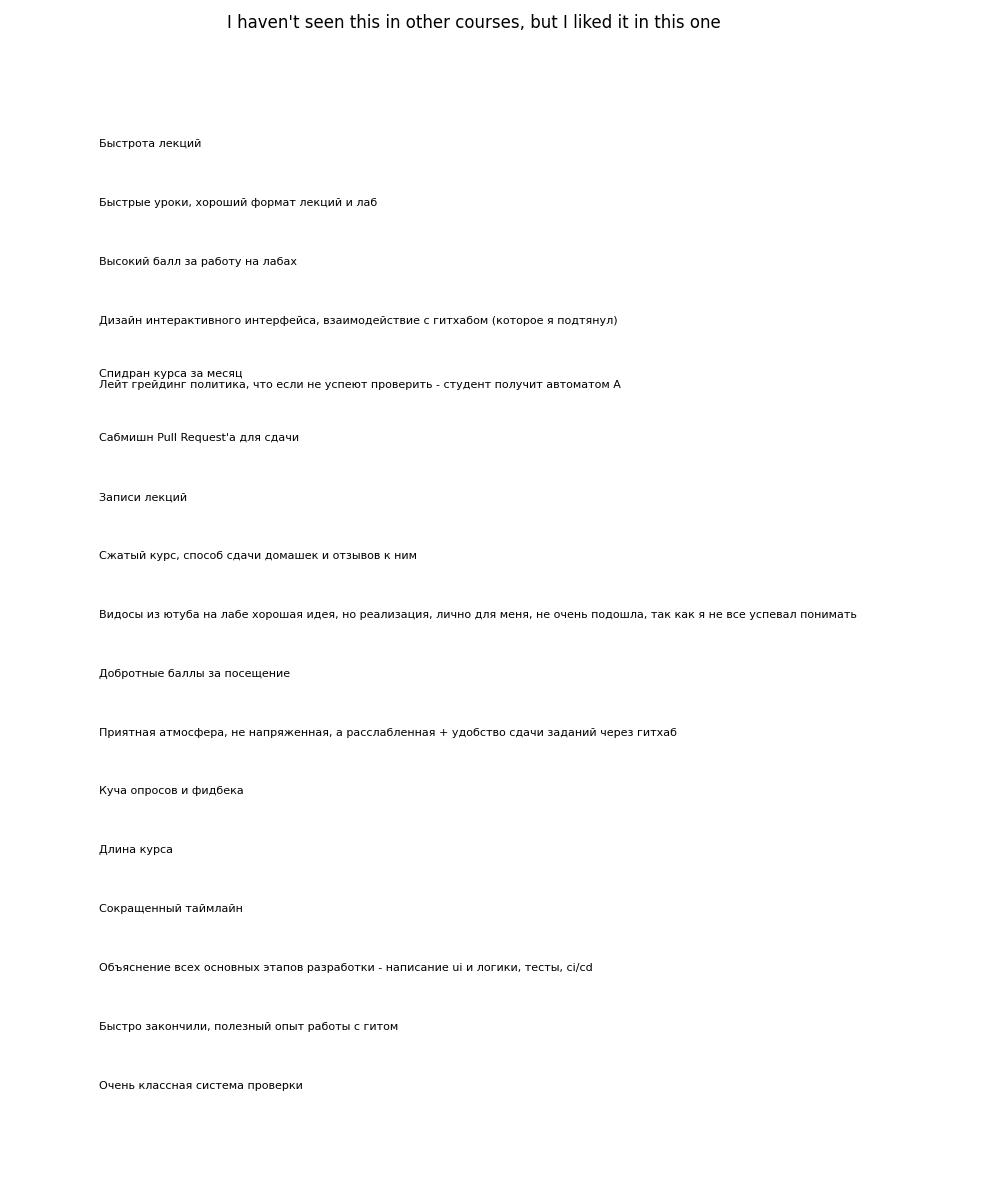 I haven't seen this in other courses, but I liked it in this one
Быстрота лекций
Быстрые уроки, хороший формат лекций и лаб
Высокий балл за работу на лабах
Дизайн интерактивного интерфейса, взаимодействие с гитхабом (которое я подтянул)
Спидран курса за месяц
Лейт грейдинг политика, что если не успеют проверить - студент получит автоматом А
Сабмишн Pull Request'а для сдачи
Записи лекций
Сжатый курс, способ сдачи домашек и отзывов к ним
Видосы из ютуба на лабе хорошая идея, но реализация, лично для меня, не очень подошла, так как я не все успевал понимать
Добротные баллы за посещение
Приятная атмосфера, не напряженная, а расслабленная + удобство сдачи заданий через гитхаб
Куча опросов и фидбека
Длина курса
Сокращенный таймлайн
Объяснение всех основных этапов разработки - написание ui и логики, тесты, ci/cd
Быстро закончили, полезный опыт работы с гитом
Очень классная система проверки